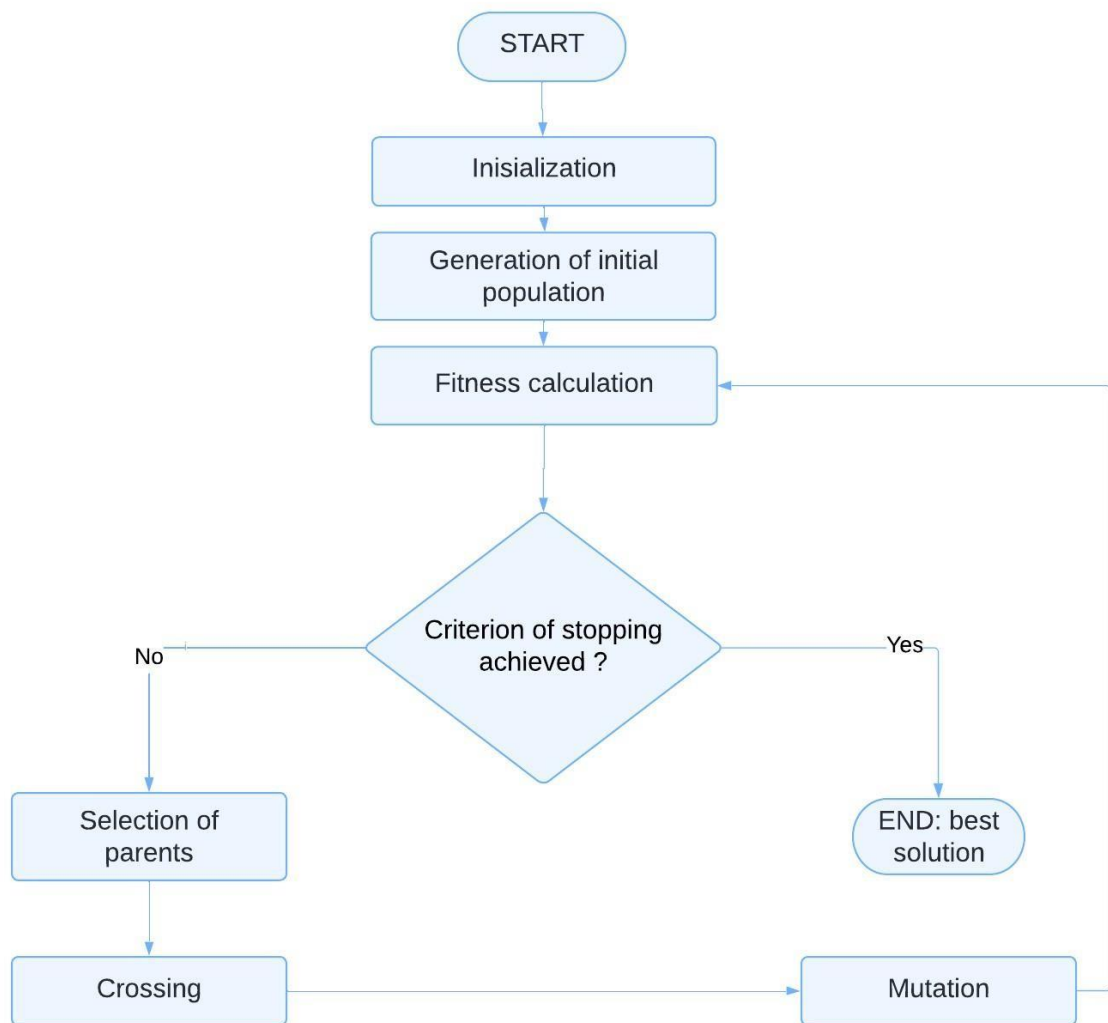 START
Inisialization
Generation of initial
population
Fitness calculation
Criterion of stopping
achieved ?
No
Yes
Selection of
parents
END: best
solution
Crossing
Mutation